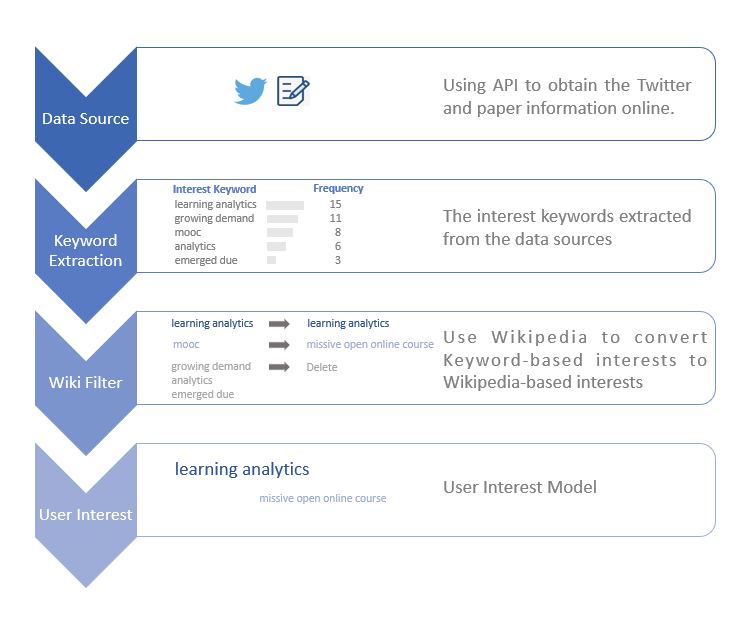 Data Source
Using API to obtain the Twitter
and paper information online.
Keyword
Extraction
Interest Keyword Frequency
learning analytics 15
growing demand 11
mooc 8
analytics 6
emerged due 3
The interest keywords extracted
from the data sources
Wiki Filter
learning analytics learning analytics
mooc missive open online course
growing demand Delete
analytics
emerged due
Use Wikipedia to convert
Keyword-based interests to
Wikipedia-based interests
User Interest
learning analytics
missive open online course
User Interest Model